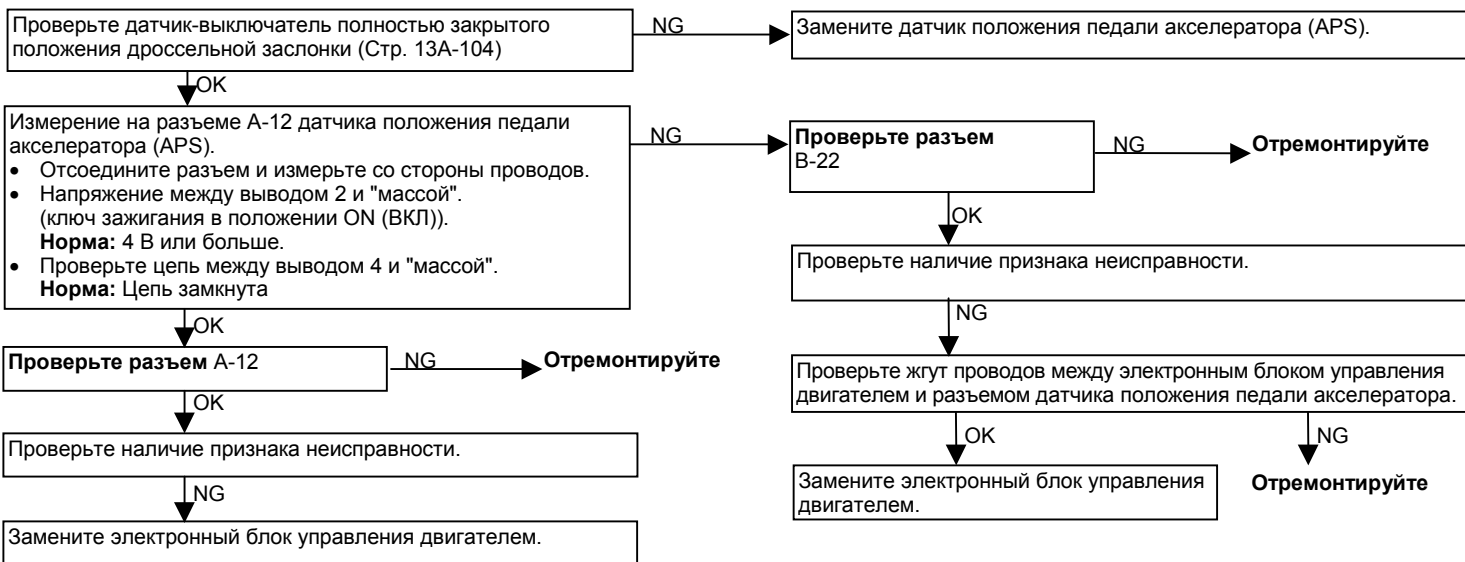 Проверьте датчик-выключатель полностью закрытого
положения дроссельной заслонки (Стр. 13A-104)
NG
Замените датчик положения педали акселератора (APS).
OK
Измерение на разъеме А-12 датчика положения педали
акселератора (APS).
• Отсоедините разъем и измерьте со стороны проводов.
• Напряжение между выводом 2 и "массой".
(ключ зажигания в положении ON (ВКЛ)).
Норма: 4 В или больше.
• Проверьте цепь между выводом 4 и "массой".
Норма: Цепь замкнута
NG
Проверьте разъем
В-22
NG
Отремонтируйте
OK
Проверьте наличие признака неисправности.
NG
Проверьте жгут проводов между электронным блоком управления
двигателем и разъемом датчика положения педали акселератора.
OK
NG
Замените электронный блок управления
двигателем.
Отремонтируйте
OK
Проверьте разъем А-12
NG
Отремонтируйте
OK
Проверьте наличие признака неисправности.
NG
Замените электронный блок управления двигателем.